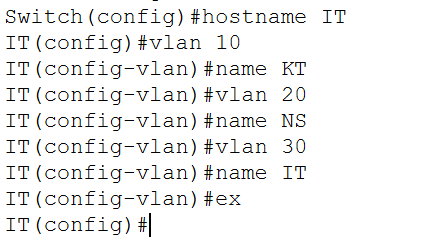 Switch(config)#hostname IT
IT(config)#vlan 10
IT(config-vlan)#name KT
IT(config-vlan)#vlan 20
IT(config-vlan)#name NS
IT(config-vlan)#vlan 30
IT(config-vlan)#name IT
IT(config-vlan)#ex
IT(config)#